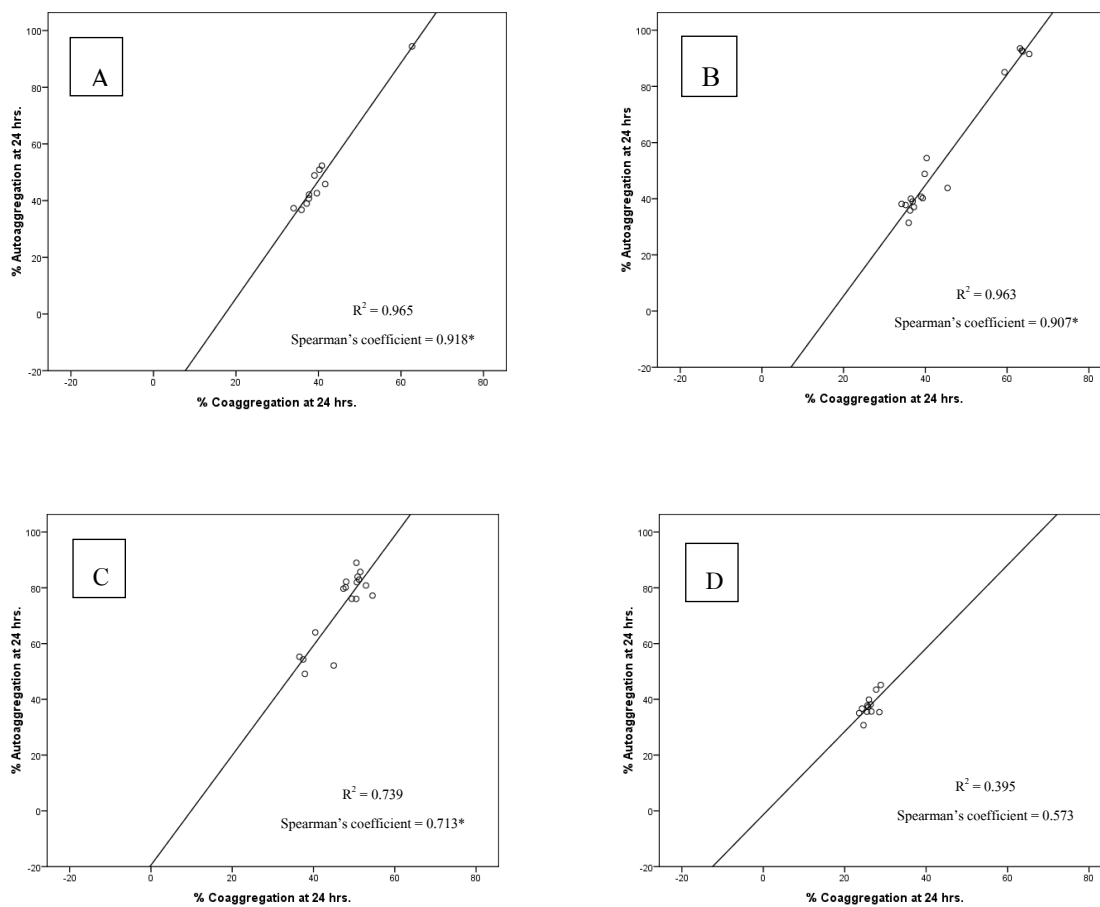 A
% Autoaggregation at 24 hrs.
100
80
60
40
20
0
-20
R² = 0.965
Spearman's coefficient = 0.918*
-20 0 20 40 60 80
% Coaggregation at 24 hrs.
B
% Autoaggregation at 24 hrs
100
80
60
40
20
0
-20
R² = 0.963
Spearman's coefficient = 0.907*
-20 0 20 40 60 80
% Coaggregation at 24 hrs.
C
% Autoaggregation at 24 hrs.
100
80
60
40
20
0
-20
R² = 0.739
Spearman's coefficient = 0.713*
-20 0 20 40 60 80
% Coaggregation at 24 hrs.
D
% Autoaggregation at 24 hrs.
100
80
60
40
20
0
-20
R² = 0.395
Spearman's coefficient = 0.573
-20 0 20 40 60 80
% Coaggregation at 24 hrs.